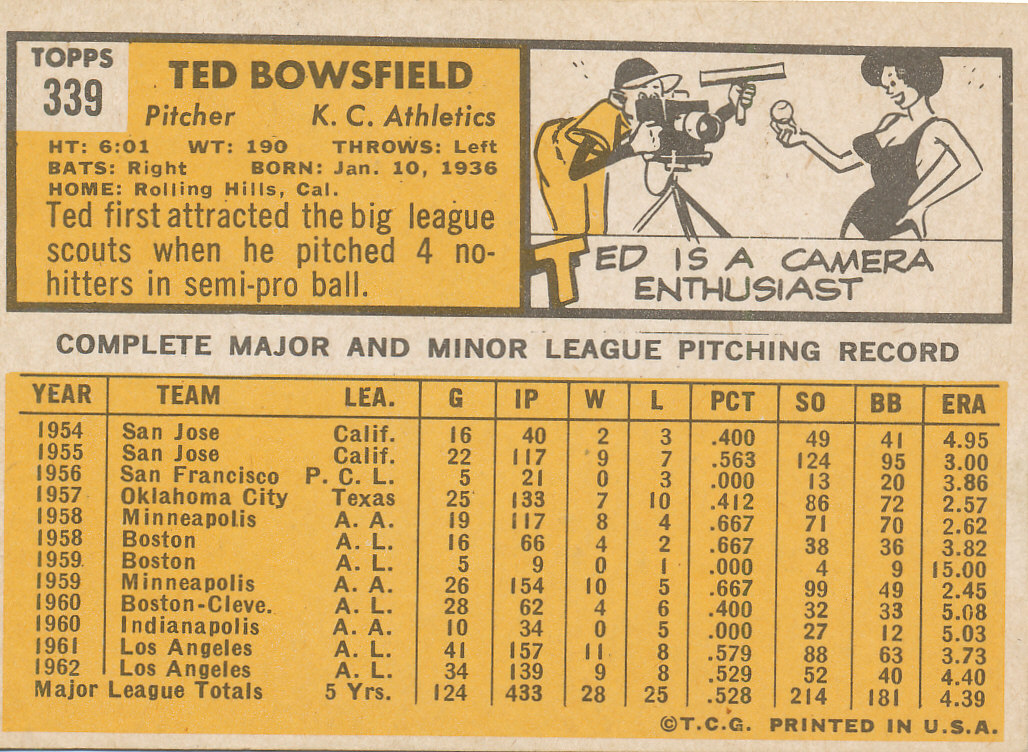 TOPPS
339
TED BOWSFIELD
Pitcher K. C. Athletics
HT: 6:01 WT: 190 THROWS: Left
BATS: Right BORN: Jan. 10, 1936
HOME: Rolling Hills, Cal.
Ted first attracted the big league
scouts when he pitched 4 no-
hitters in semi-pro ball.
TED IS A CAMERA
ENTHUSIAST
COMPLETE MAJOR AND MINOR LEAGUE PITCHING RECORD
YEAR TEAM LEA. G IP W L PCT SO BB ERA
1954 San Jose Calif. 16 40 2 3 .400 49 41 4.95
1955 San Jose Calif. 22 117 9 7 .563 124 95 3.00
1956 San Francisco P. C. L. 5 21 0 3 .000 13 20 3.86
1957 Oklahoma City Texas 25 133 7 10 .412 86 72 2.57
1958 Minneapolis A. A. 19 117 8 4 .667 71 70 2.62
1958 Boston A. L. 16 66 4 2 .667 38 36 3.82
1959 Boston A. L. 5 9 0 1 .000 4 9 15.00
1959 Minneapolis A. A. 26 154 10 5 .667 99 49 2.45
1960 Boston-Cleve. A. L. 28 62 4 6 .400 32 33 5.08
1960 Indianapolis A. A. 10 34 0 5 .000 27 12 5.03
1961 Los Angeles A. L. 41 157 11 8 .579 88 63 3.73
1962 Los Angeles A. L. 34 139 9 8 .529 52 40 4.40
Major League Totals 5 Yrs. 124 433 28 25 .528 214 181 4.39
©T.C.G. PRINTED IN U.S.A.